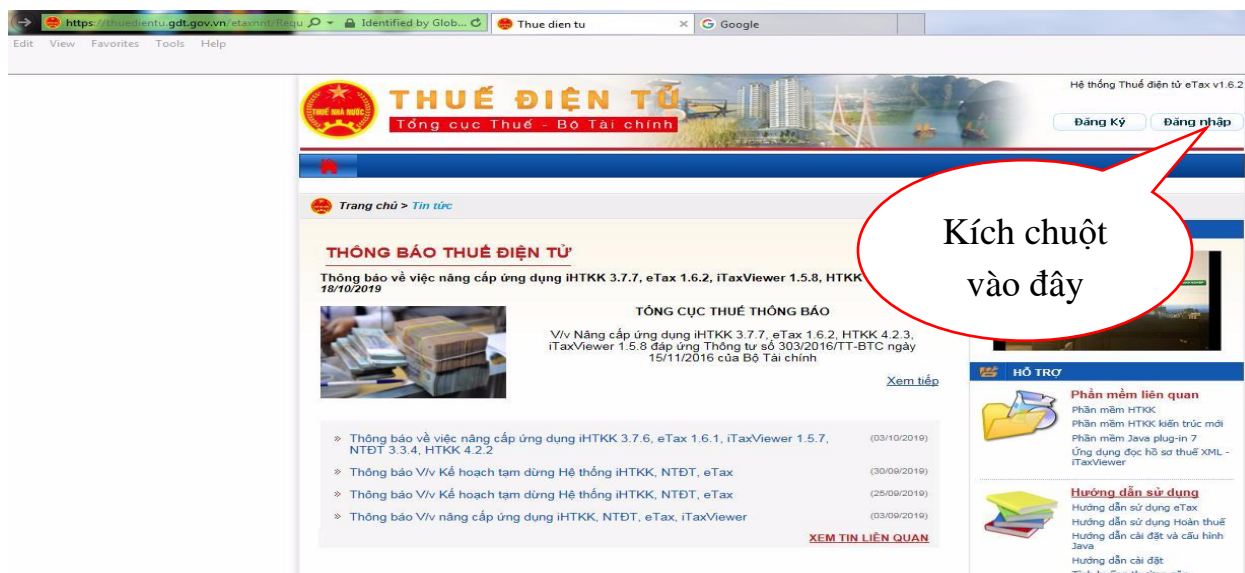 https://thuedientu.gdt.gov.vn/etaxnnt/Requ
Identified by Glob...
Thue dien tu
Google
Edit View Favorites Tools Help
THUẾ NHÀ NƯỚC
THUẾ ĐIỆN TỬ
Tổng cục Thuế - Bộ Tài chính
Hệ thống Thuế điện tử eTax v1.6.2
Đăng Ký
Đăng nhập
Trang chủ > Tin tức
Kích chuột
vào đây
THÔNG BÁO THUẾ ĐIỆN TỬ
Thông báo về việc nâng cấp ứng dụng iHTKK 3.7.7, eTax 1.6.2, iTaxViewer 1.5.8, HTKK
18/10/2019
TỔNG CỤC THUẾ THÔNG BÁO
V/v Nâng cấp ứng dụng iHTKK 3.7.7, eTax 1.6.2, HTKK 4.2.3,
iTaxViewer 1.5.8 đáp ứng Thông tư số 303/2016/TT-BTC ngày
15/11/2016 của Bộ Tài chính
Xem tiếp
Thông báo về việc nâng cấp ứng dụng iHTKK 3.7.6, eTax 1.6.1, iTaxViewer 1.5.7,
NTĐT 3.3.4, HTKK 4.2.2
(03/10/2019)
Thông báo V/v Kế hoạch tạm dừng Hệ thống iHTKK, NTĐT, eTax
(30/09/2019)
Thông báo V/v Kế hoạch tạm dừng Hệ thống iHTKK, NTĐT, eTax
(25/09/2019)
Thông báo V/v nâng cấp ứng dụng iHTKK, NTĐT, eTax, iTaxViewer
(03/09/2019)
XEM TIN LIÊN QUAN
HỖ TRỢ
Phần mềm liên quan
Phần mềm HTKK
Phần mềm HTKK kiến trúc mới
Phần mềm Java plug-in 7
Ứng dụng đọc hồ sơ thuế XML -
iTaxViewer
Hướng dẫn sử dụng
Hướng dẫn sử dụng eTax
Hướng dẫn sử dụng Hoàn thuế
Hướng dẫn cài đặt và cấu hình
Java
Hướng dẫn cài đặt